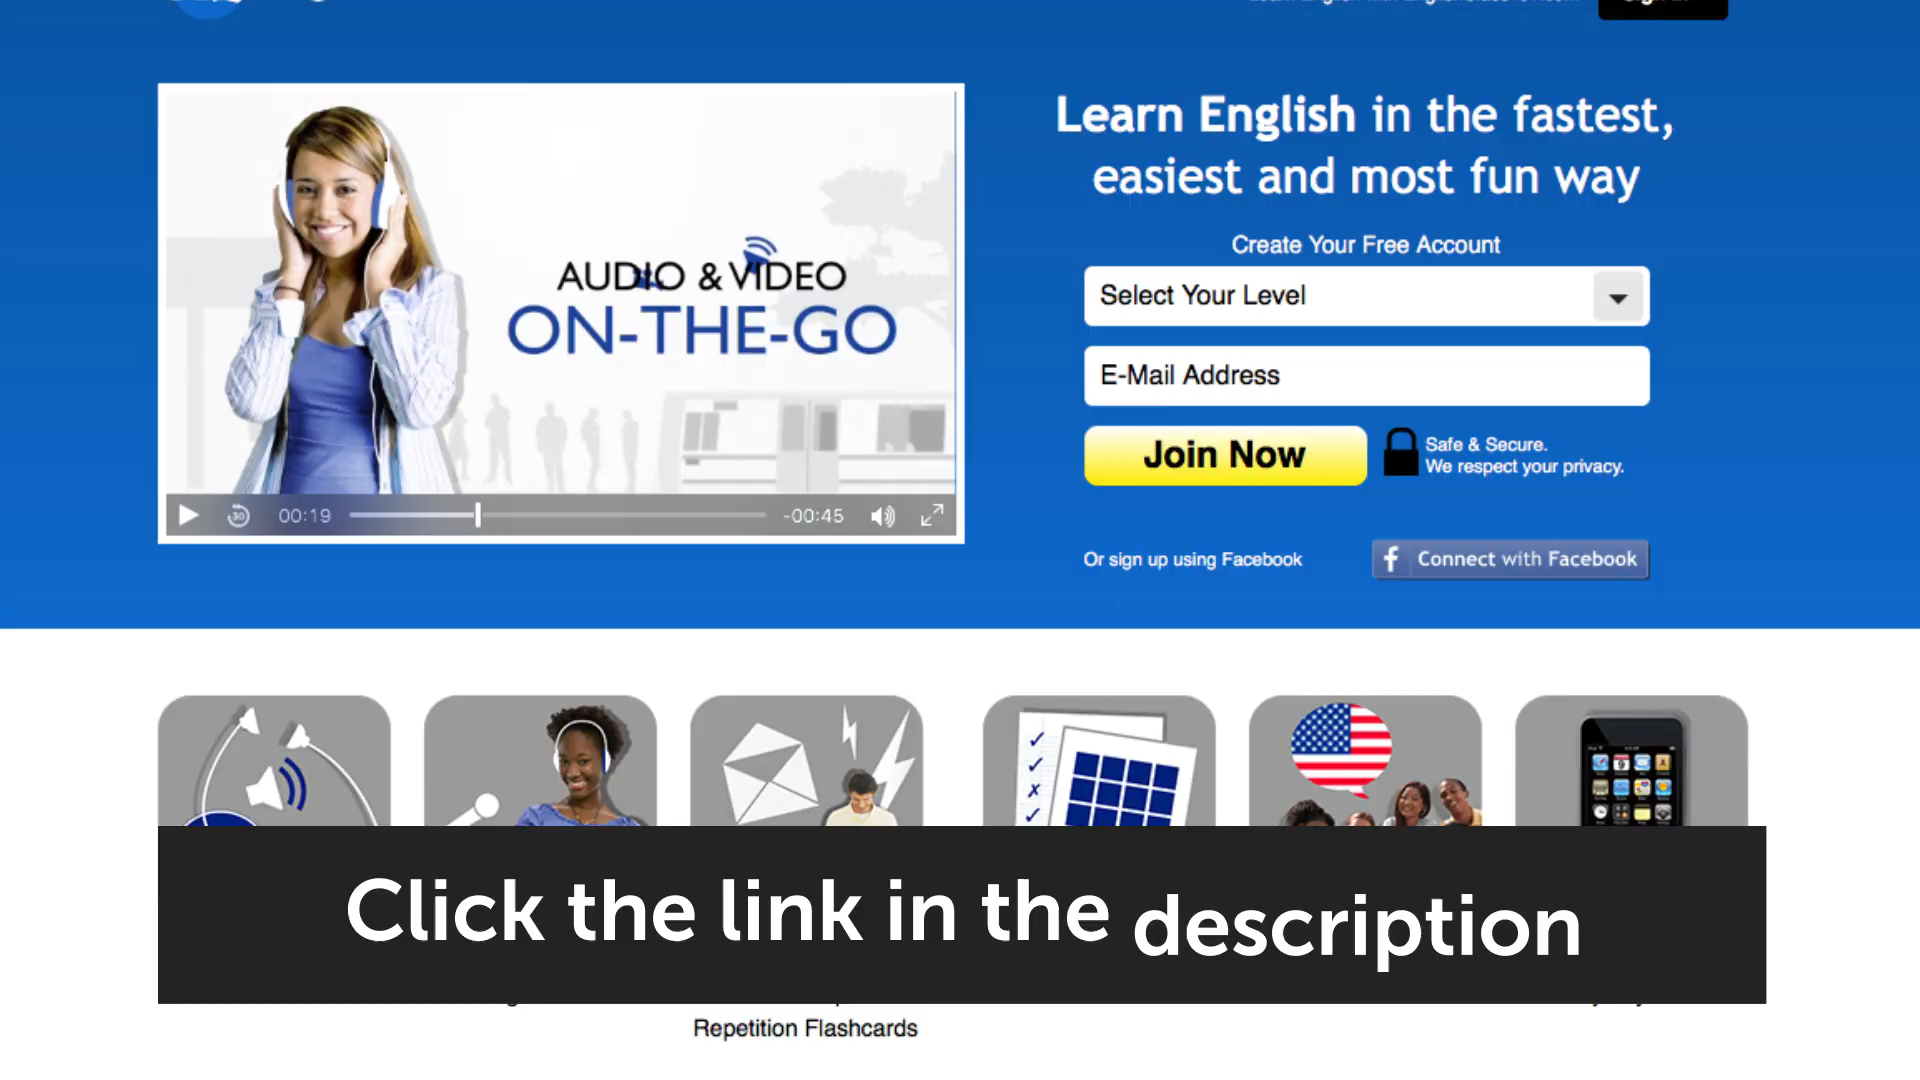 Learn English in the fastest,
easiest and most fun way
Create Your Free Account
Select Your Level
E-Mail Address
Join Now
Safe & Secure.
We respect your privacy.
Or sign up using Facebook
f Connect with Facebook
AUDIO & VIDEO
ON-THE-GO
30 00:19 -00:45
Click the link in the description
Repetition Flashcards